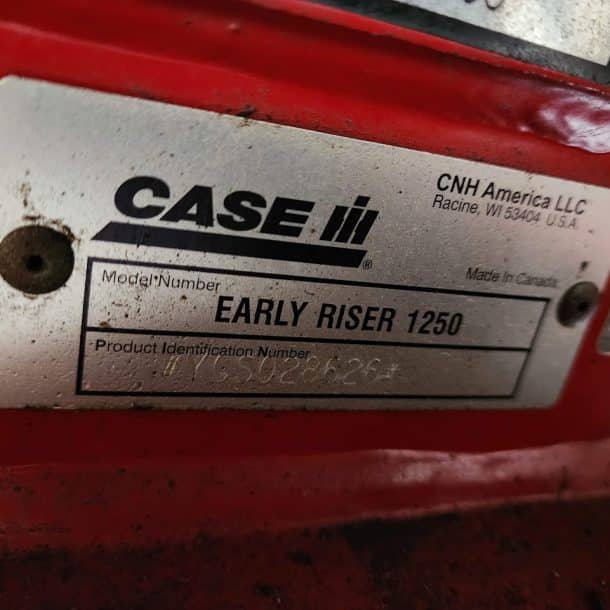 CASE IH®
CNH America LLC
Racine, WI 53404 U.S.A.
Made In Canada
Model Number
EARLY RISER 1250
Product Identification Number
*YGS028626*